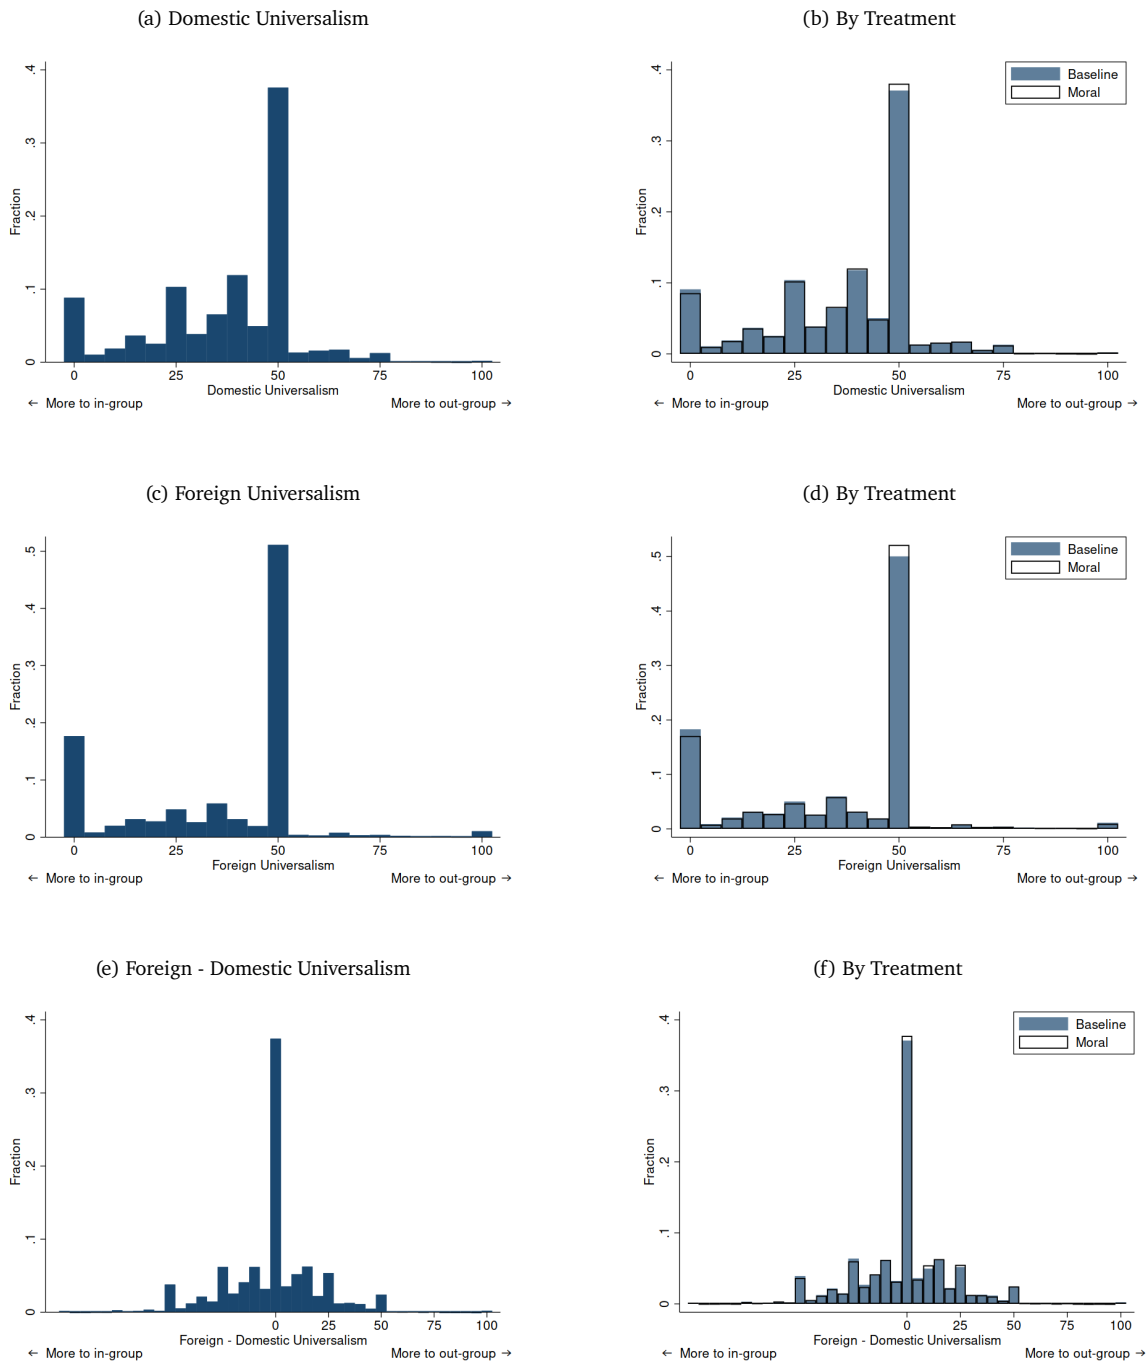 (a) Domestic Universalism
.4
.3
.2
.1
0
Fraction
0 25 50 75 100
Domestic Universalism
← More to in-group More to out-group →
(b) By Treatment
Baseline
Moral
.4
.3
.2
.1
0
Fraction
0 25 50 75 100
Domestic Universalism
← More to in-group More to out-group →
(c) Foreign Universalism
.5
.4
.3
.2
.1
0
Fraction
0 25 50 75 100
Foreign Universalism
← More to in-group More to out-group →
(d) By Treatment
Baseline
Moral
.5
.4
.3
.2
.1
0
Fraction
0 25 50 75 100
Foreign Universalism
← More to in-group More to out-group →
(e) Foreign - Domestic Universalism
.4
.3
.2
.1
0
Fraction
0 25 50 75 100
Foreign - Domestic Universalism
← More to in-group More to out-group →
(f) By Treatment
Baseline
Moral
.4
.3
.2
.1
0
Fraction
0 25 50 75 100
Foreign - Domestic Universalism
← More to in-group More to out-group →